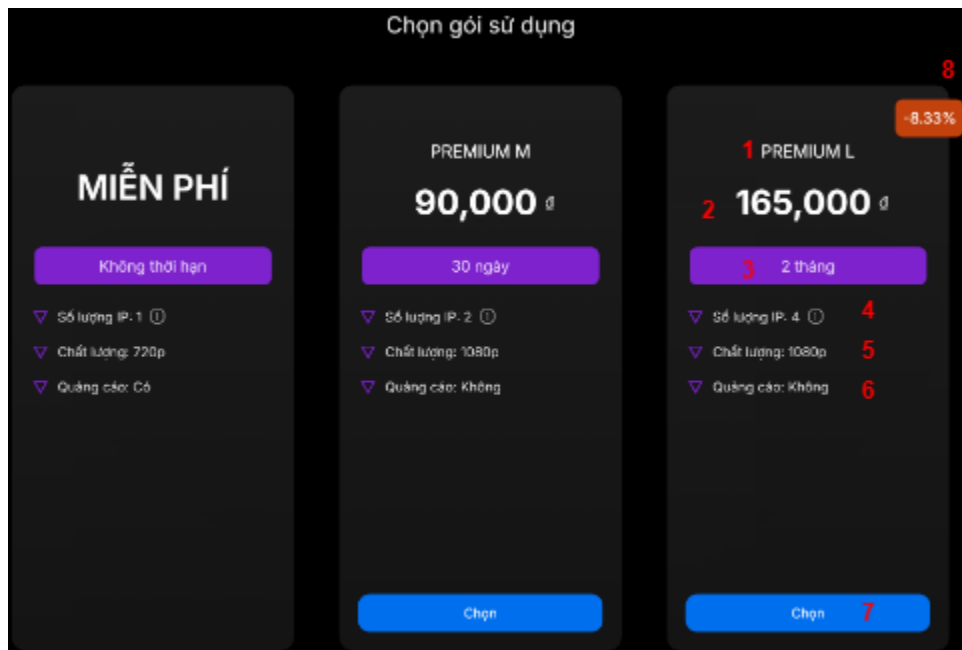 Chọn gói sử dụng
MIỄN PHÍ
Không thời hạn
Số lượng IP: 1
Chất lượng: 720p
Quảng cáo: Có
PREMIUM M
90,000 đ
30 ngày
Số lượng IP: 2
Chất lượng: 1080p
Quảng cáo: Không
Chọn
8
-8.33%
1 PREMIUM L
2 165,000 đ
3 2 tháng
Số lượng IP: 4 4
Chất lượng: 1080p 5
Quảng cáo: Không 6
Chọn 7